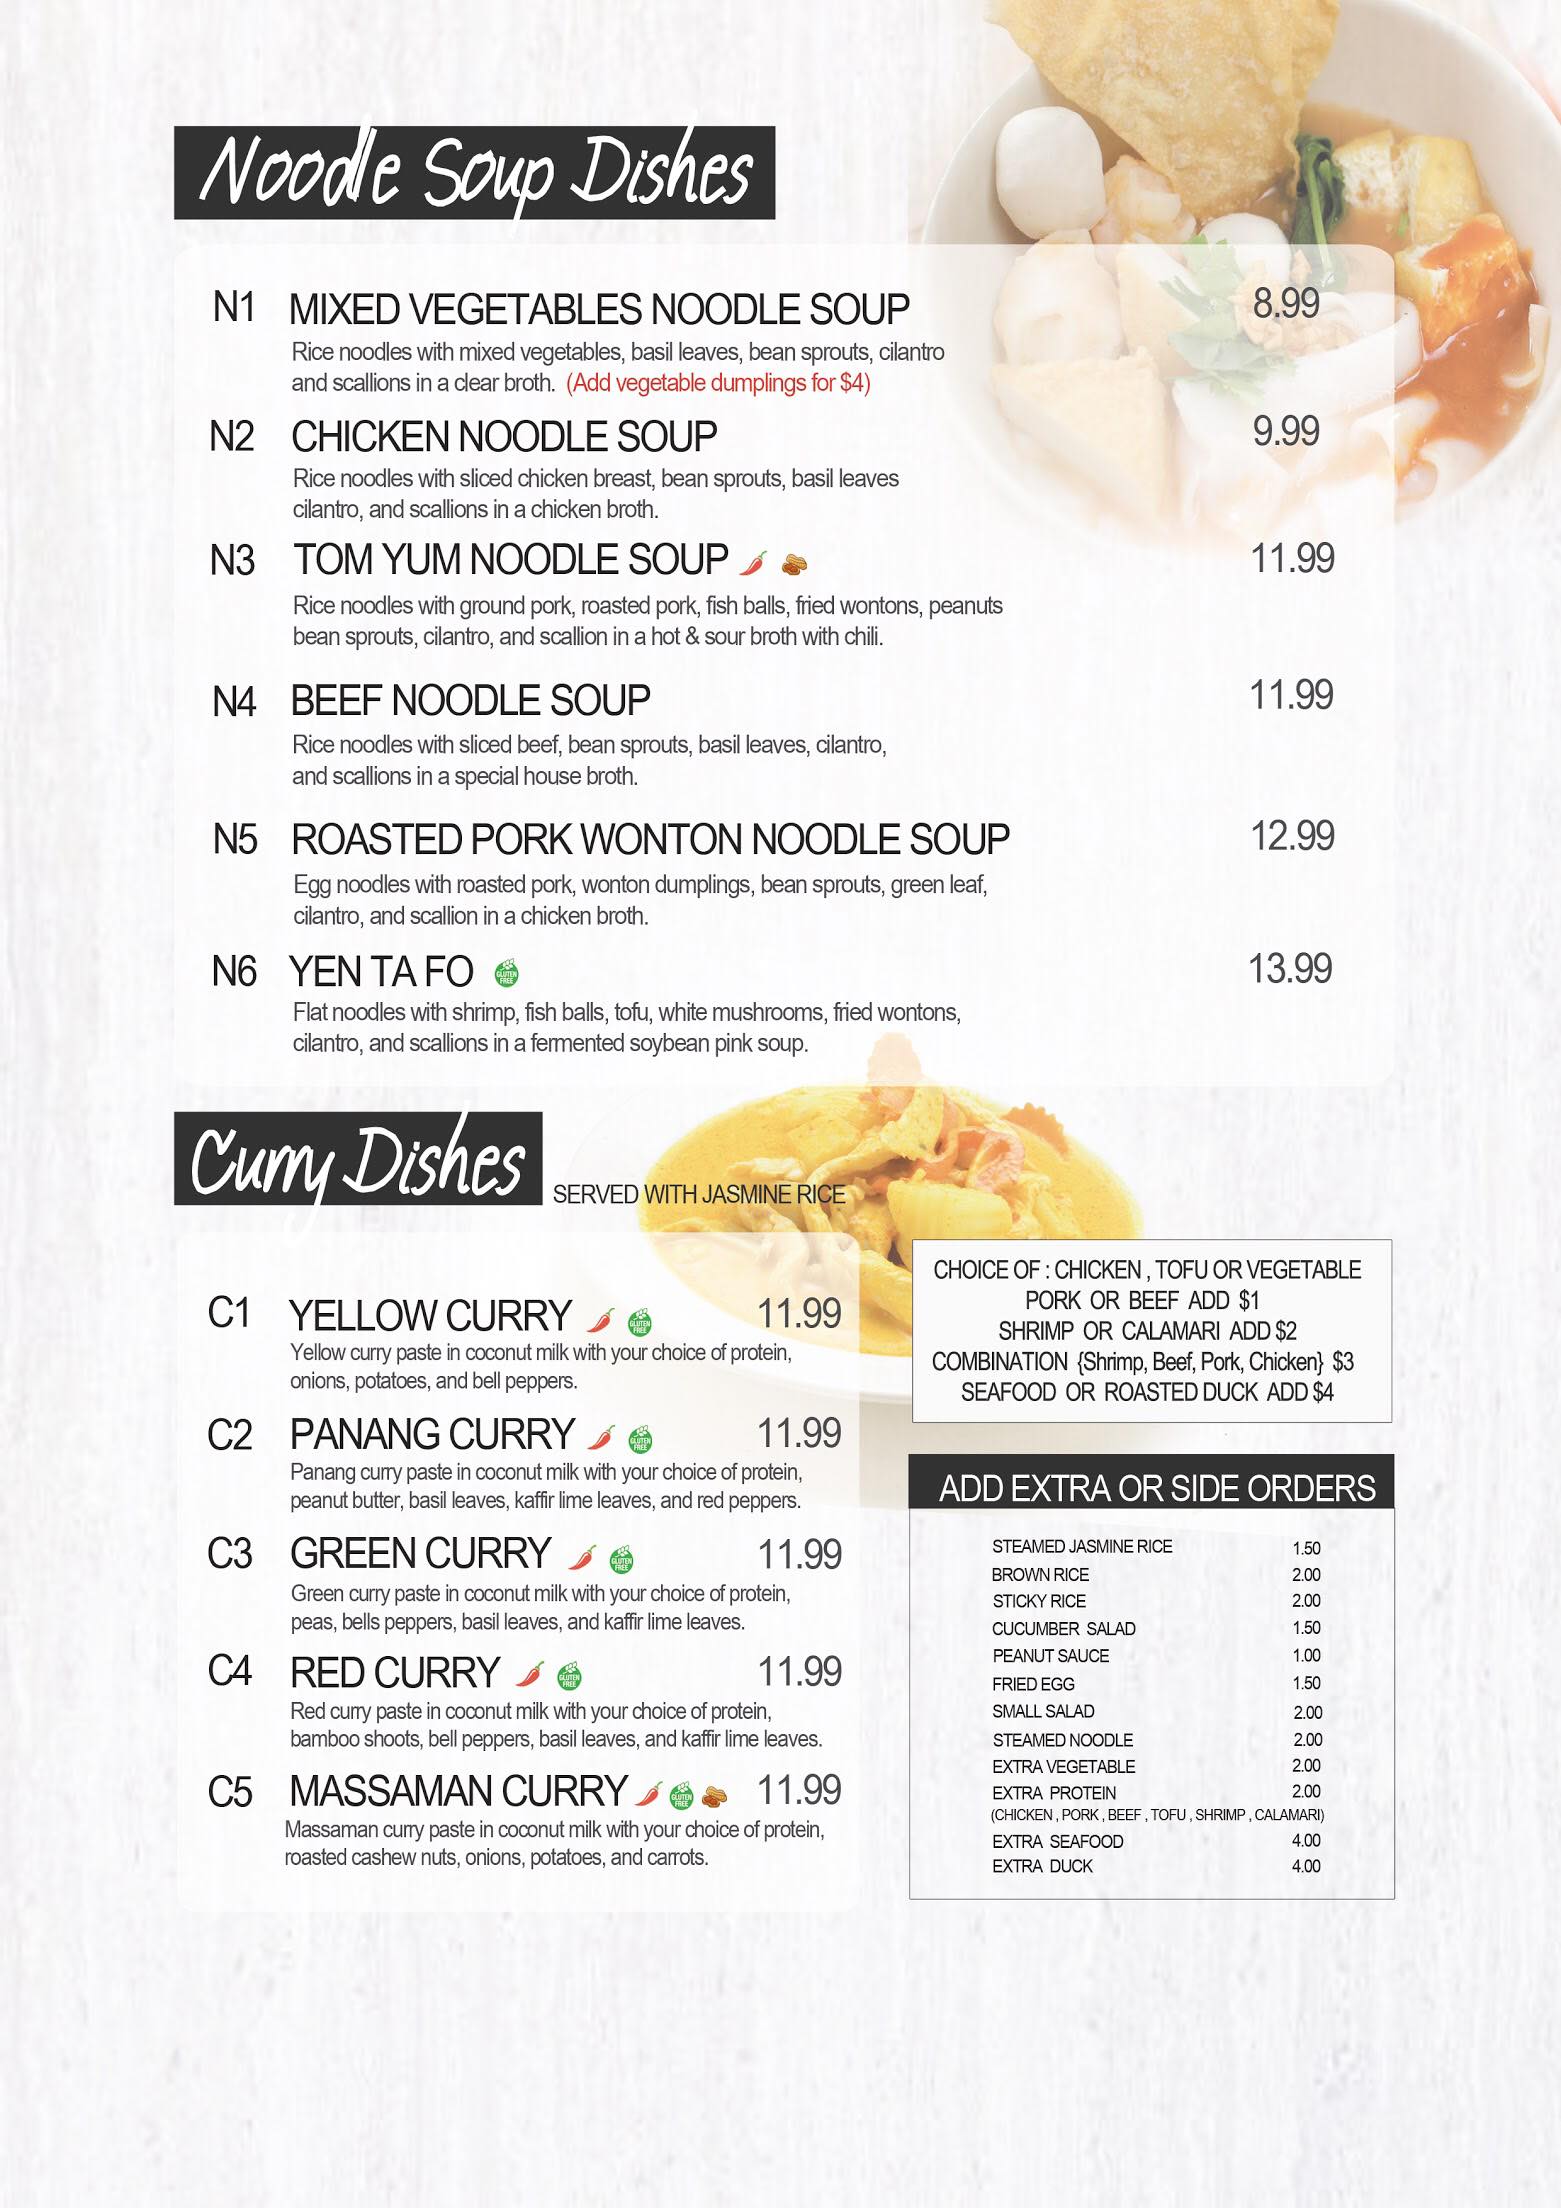 Noodle Soup Dishes
N1 MIXED VEGETABLES NOODLE SOUP 8.99
Rice noodles with mixed vegetables, basil leaves, bean sprouts, cilantro
and scallions in a clear broth. (Add vegetable dumplings for $4)
N2 CHICKEN NOODLE SOUP 9.99
Rice noodles with sliced chicken breast, bean sprouts, basil leaves
cilantro, and scallions in a chicken broth.
N3 TOM YUM NOODLE SOUP 11.99
Rice noodles with ground pork, roasted pork, fish balls, fried wontons, peanuts
bean sprouts, cilantro, and scallion in a hot & sour broth with chili.
N4 BEEF NOODLE SOUP 11.99
Rice noodles with sliced beef, bean sprouts, basil leaves, cilantro,
and scallions in a special house broth.
N5 ROASTED PORK WONTON NOODLE SOUP 12.99
Egg noodles with roasted pork, wonton dumplings, bean sprouts, green leaf,
cilantro, and scallion in a chicken broth.
N6 YEN TA FO GLUTEN FREE 13.99
Flat noodles with shrimp, fish balls, tofu, white mushrooms, fried wontons,
cilantro, and scallions in a fermented soybean pink soup.
Curry Dishes SERVED WITH JASMINE RICE
C1 YELLOW CURRY GLUTEN FREE 11.99
Yellow curry paste in coconut milk with your choice of protein,
onions, potatoes, and bell peppers.
C2 PANANG CURRY GLUTEN FREE 11.99
Panang curry paste in coconut milk with your choice of protein,
peanut butter, basil leaves, kaffir lime leaves, and red peppers.
C3 GREEN CURRY GLUTEN FREE 11.99
Green curry paste in coconut milk with your choice of protein,
peas, bells peppers, basil leaves, and kaffir lime leaves.
C4 RED CURRY GLUTEN FREE 11.99
Red curry paste in coconut milk with your choice of protein,
bamboo shoots, bell peppers, basil leaves, and kaffir lime leaves.
C5 MASSAMAN CURRY GLUTEN FREE 11.99
Massaman curry paste in coconut milk with your choice of protein,
roasted cashew nuts, onions, potatoes, and carrots.
CHOICE OF : CHICKEN , TOFU OR VEGETABLE
PORK OR BEEF ADD $1
SHRIMP OR CALAMARI ADD $2
COMBINATION {Shrimp, Beef, Pork, Chicken} $3
SEAFOOD OR ROASTED DUCK ADD $4
ADD EXTRA OR SIDE ORDERS
STEAMED JASMINE RICE 1.50
BROWN RICE 2.00
STICKY RICE 2.00
CUCUMBER SALAD 1.50
PEANUT SAUCE 1.00
FRIED EGG 1.50
SMALL SALAD 2.00
STEAMED NOODLE 2.00
EXTRA VEGETABLE 2.00
EXTRA PROTEIN 2.00
(CHICKEN , PORK , BEEF , TOFU , SHRIMP , CALAMARI)
EXTRA SEAFOOD 4.00
EXTRA DUCK 4.00